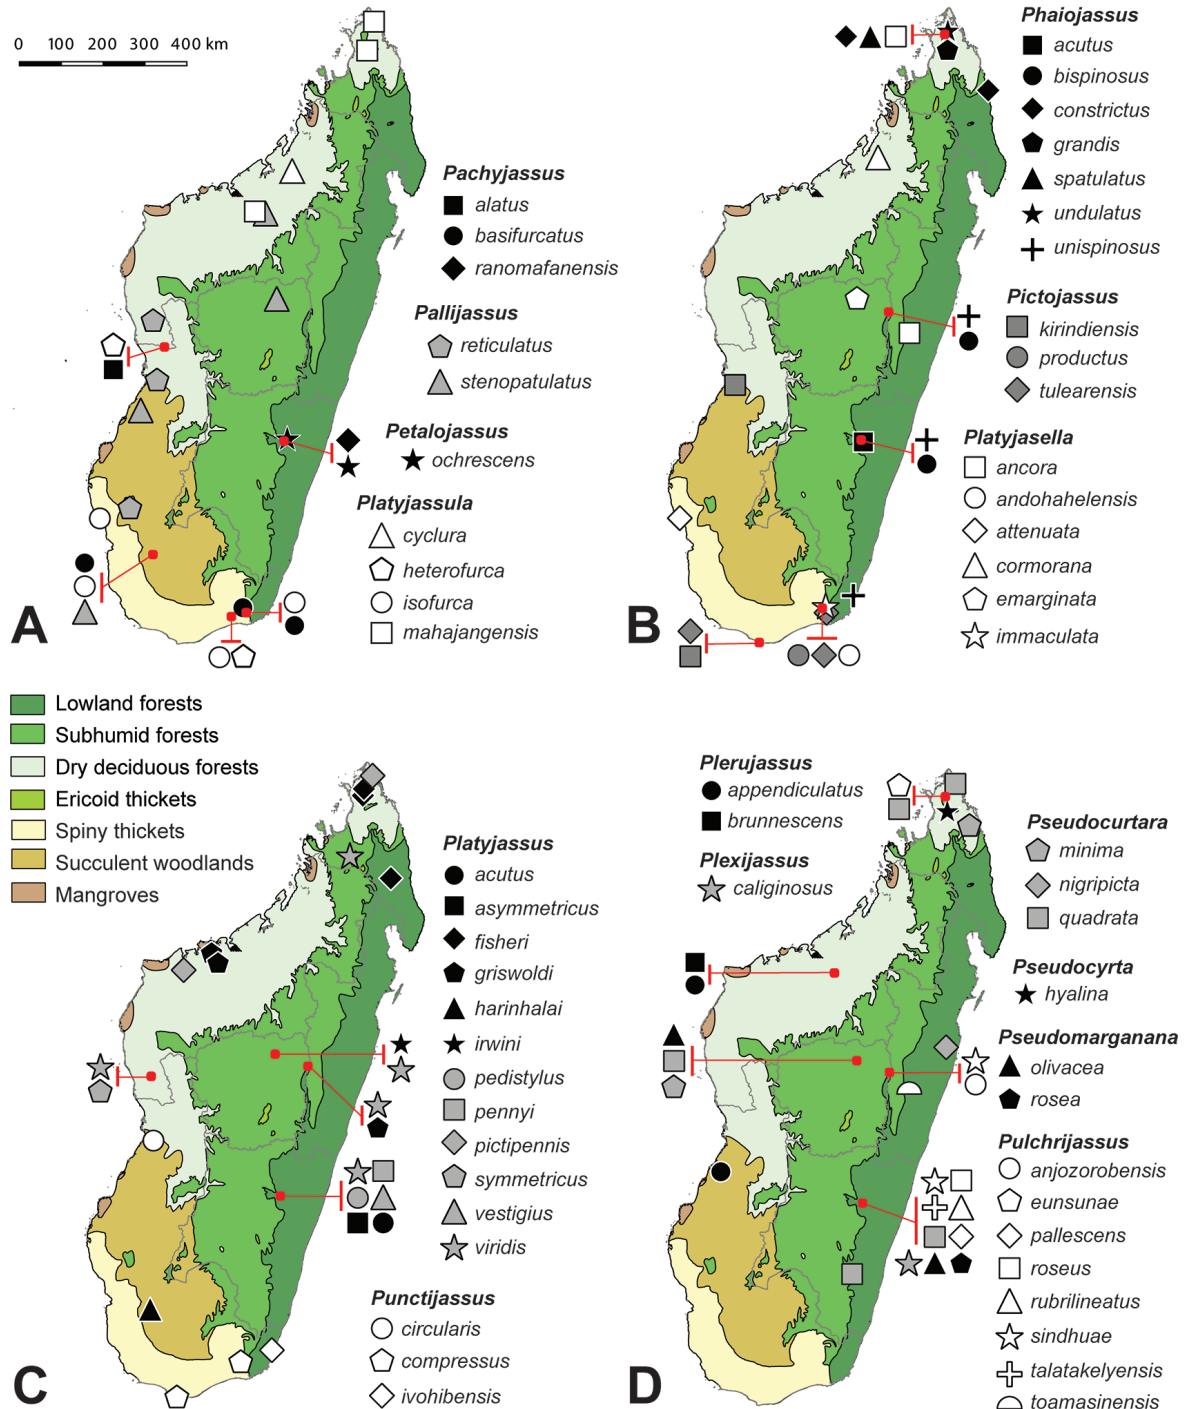 0 100 200 300 400 km
Pachyjassus
alatus
basifurcatus
ranomafanensis
Pallijassus
reticulatus
stenopatulatus
Petalojassus
ochrescens
Platyjassula
cyclura
heterofurca
isofurca
mahajangensis
A
Phaiojassus
acutus
bispinosus
constrictus
grandis
spatulatus
undulatus
unispinosus
Pictojassus
kirindiensis
productus
tulearensis
Platyjasella
ancora
andohahelensis
attenuata
cormorana
emarginata
immaculata
B
Lowland forests
Subhumid forests
Dry deciduous forests
Ericoid thickets
Spiny thickets
Succulent woodlands
Mangroves
Platyjassus
acutus
asymmetricus
fisheri
griswoldi
harinhalai
irwini
pedistylus
pennyi
pictipennis
symmetricus
vestigius
viridis
Punctijassus
circularis
compressus
ivohibensis
C
Plerujassus
appendiculatus
brunnescens
Plexijassus
caliginosus
Pseudocurtara
minima
nigripicta
quadrata
Pseudocyrta
hyalina
Pseudomarganana
olivacea
rosea
Pulchrijassus
anjozorobensis
eunsunae
pallescens
roseus
rubrilineatus
sindhuae
talatakelyensis
toamasinensis
D